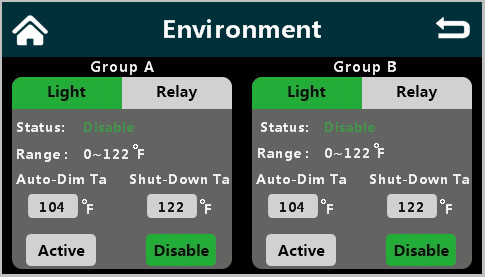 Environment
Group A
Light Relay
Status: Disable
Range: 0~122 °F
Auto-Dim Ta Shut-Down Ta
104 °F 122 °F
Active Disable
Group B
Light Relay
Status: Disable
Range: 0~122 °F
Auto-Dim Ta Shut-Down Ta
104 °F 122 °F
Active Disable